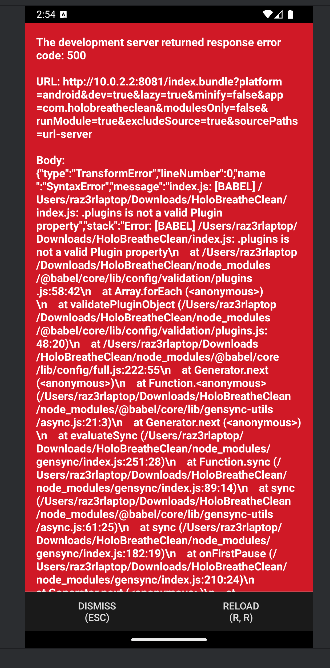 2:54
The development server returned response error
code: 500
URL: http://10.0.2.2:8081/index.bundle?platform
=android&dev=true&lazy=true&minify=false&app
=com.holobreatheclean&modulesOnly=false&
runModule=true&excludeSource=true&sourcePaths
=url-server
Body:
{"type":"TransformError","lineNumber":0,"name
":"SyntaxError","message":"index.js: [BABEL] /
Users/raz3rlaptop/Downloads/HoloBreatheClean/
index.js: .plugins is not a valid Plugin
property","stack":"Error: [BABEL] /Users/raz3rlaptop/
Downloads/HoloBreatheClean/index.js: .plugins is
not a valid Plugin property\n    at /Users/raz3rlaptop
/Downloads/HoloBreatheClean/node_modules
/@babel/core/lib/config/validation/plugins
.js:58:42\n    at Array.forEach (<anonymous>)
\n    at validatePluginObject (/Users/raz3rlaptop
/Downloads/HoloBreatheClean/node_modules
/@babel/core/lib/config/validation/plugins.js:
48:20)\n    at /Users/raz3rlaptop/Downloads
/HoloBreatheClean/node_modules/@babel/core
/lib/config/full.js:222:55\n    at Generator.next
(<anonymous>)\n    at Function.<anonymous>
(/Users/raz3rlaptop/Downloads/HoloBreatheClean
/node_modules/@babel/core/lib/gensync-utils
/async.js:21:3)\n    at Generator.next (<anonymous>)
\n    at evaluateSync (/Users/raz3rlaptop/
Downloads/HoloBreatheClean/node_modules/
gensync/index.js:251:28)\n    at Function.sync (/
Users/raz3rlaptop/Downloads/HoloBreatheClean/
node_modules/gensync/index.js:89:14)\n    at sync
(/Users/raz3rlaptop/Downloads/HoloBreatheClean
/node_modules/@babel/core/lib/gensync-utils
/async.js:61:25)\n    at sync (/Users/raz3rlaptop/
Downloads/HoloBreatheClean/node_modules/
gensync/index.js:182:19)\n    at onFirstPause (/
Users/raz3rlaptop/Downloads/HoloBreatheClean/
node_modules/gensync/index.js:210:24)\n
DISMISS
(ESC)
RELOAD
(R, R)